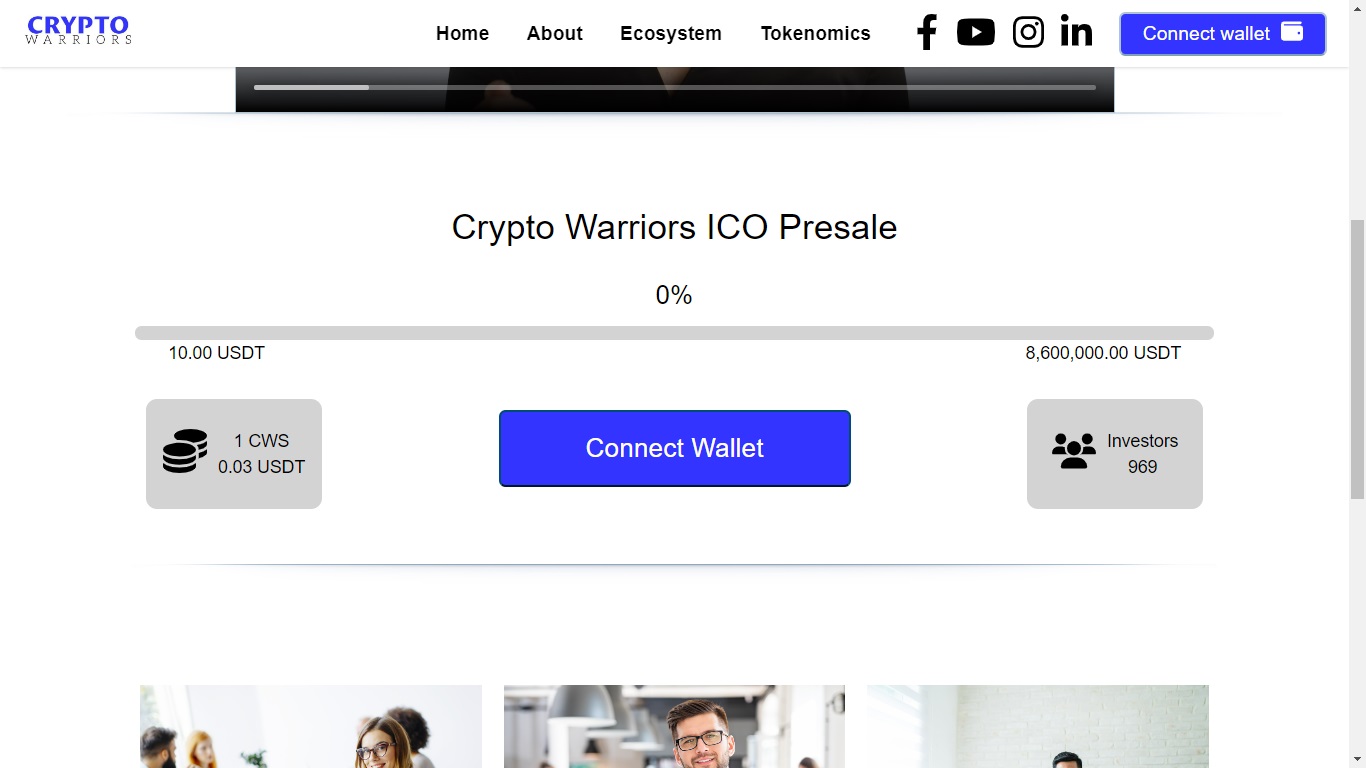 CRYPTO
WARRIORS
Home About Ecosystem Tokenomics
Connect wallet
Crypto Warriors ICO Presale
0%
10.00 USDT
8,600,000.00 USDT
1 CWS
0.03 USDT
Connect Wallet
Investors
969